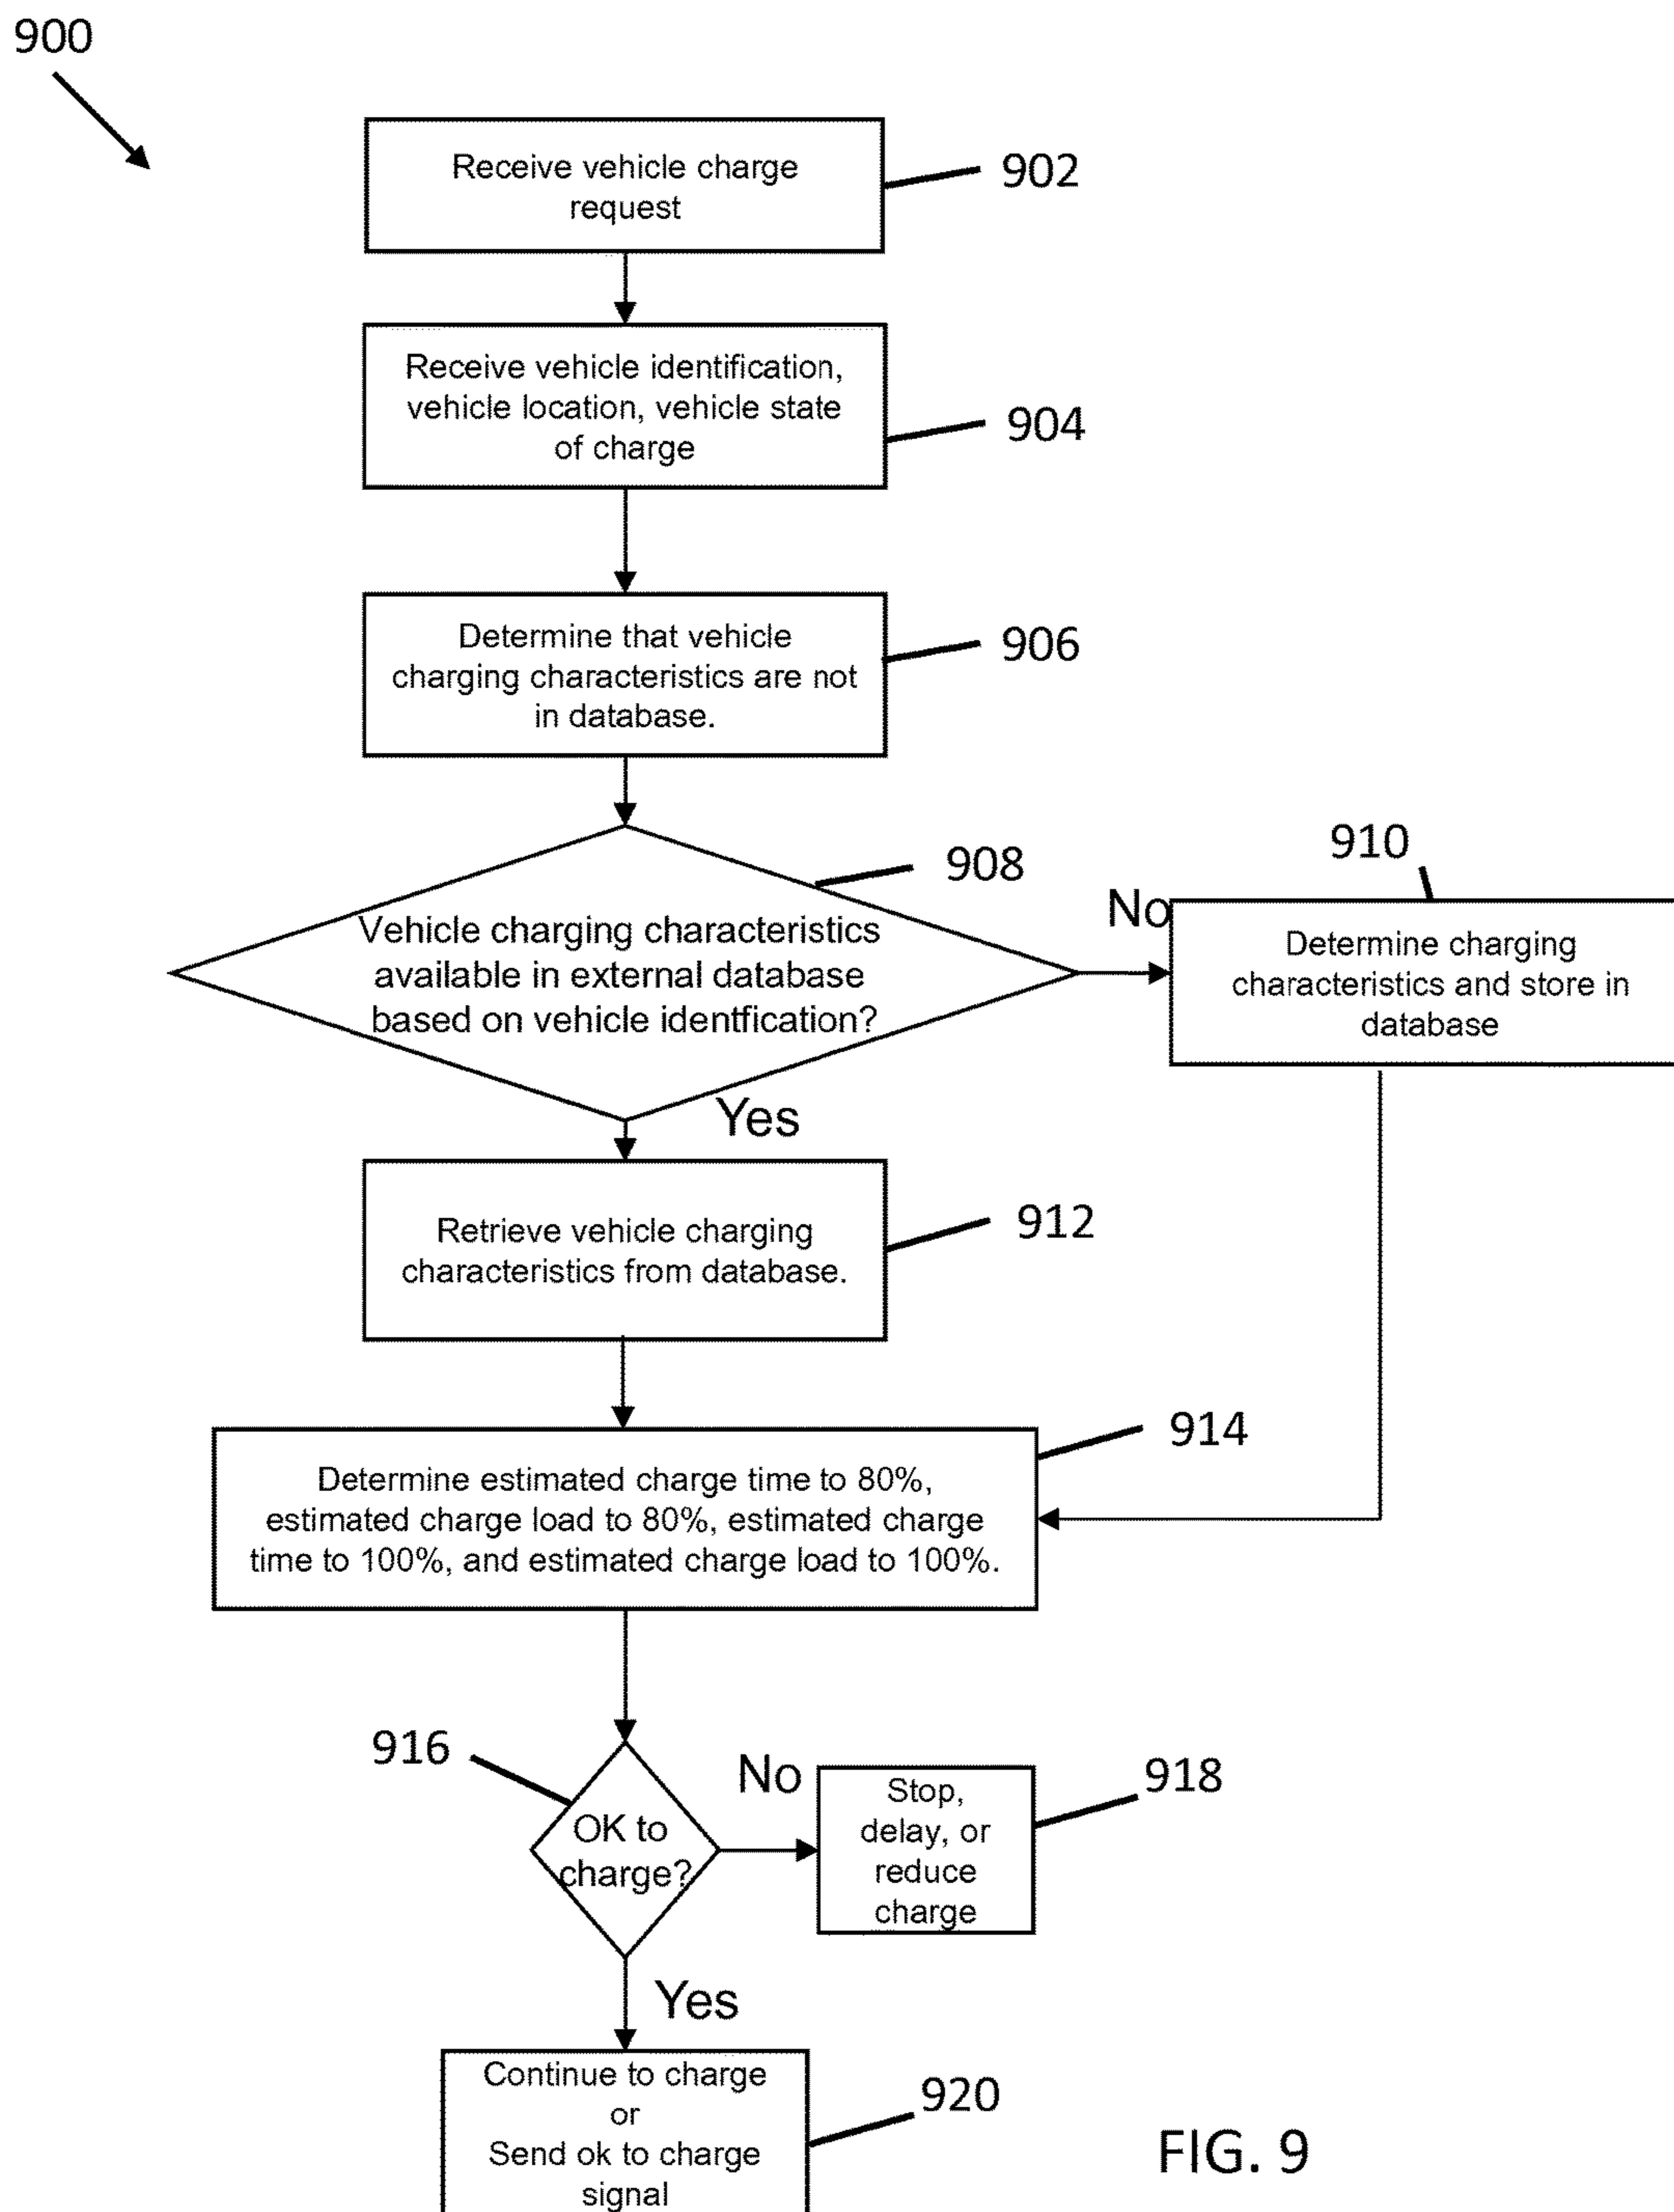 900
Receive vehicle charge
request
902
Receive vehicle identification,
vehicle location, vehicle state
of charge
904
Determine that vehicle
charging characteristics are not
in database.
906
908
Vehicle charging characteristics
available in external database
based on vehicle identfication?
No
910
Determine charging
characteristics and store in
database
Yes
Retrieve vehicle charging
characteristics from database.
912
914
Determine estimated charge time to 80%,
estimated charge load to 80%, estimated charge
time to 100%, and estimated charge load to 100%.
916
OK to
charge?
No
Stop,
delay, or
reduce
charge
918
Yes
Continue to charge
or
Send ok to charge
signal
920
FIG. 9